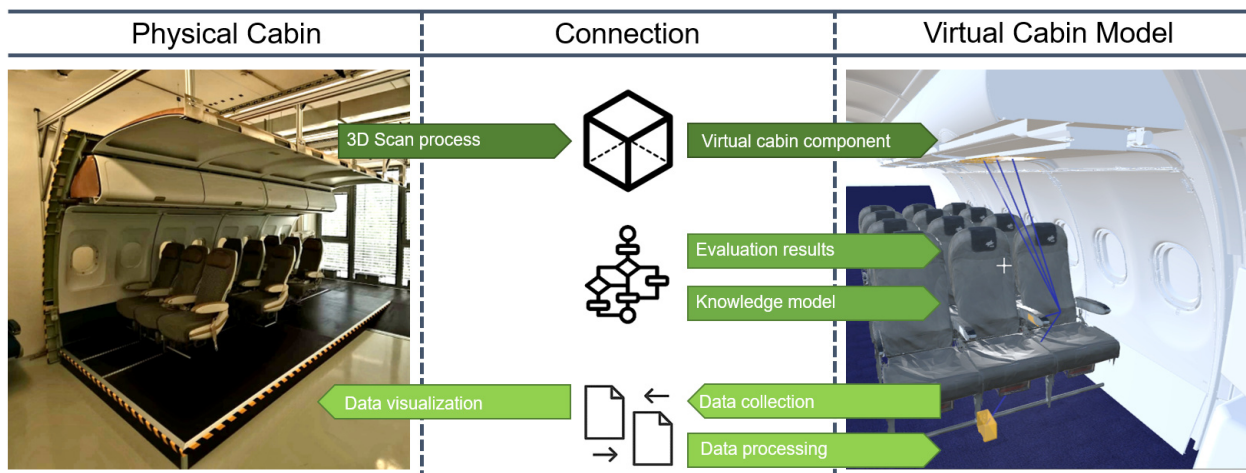 Physical Cabin
Connection
Virtual Cabin Model
3D Scan process
Virtual cabin component
Evaluation results
Knowledge model
Data visualization
Data collection
Data processing